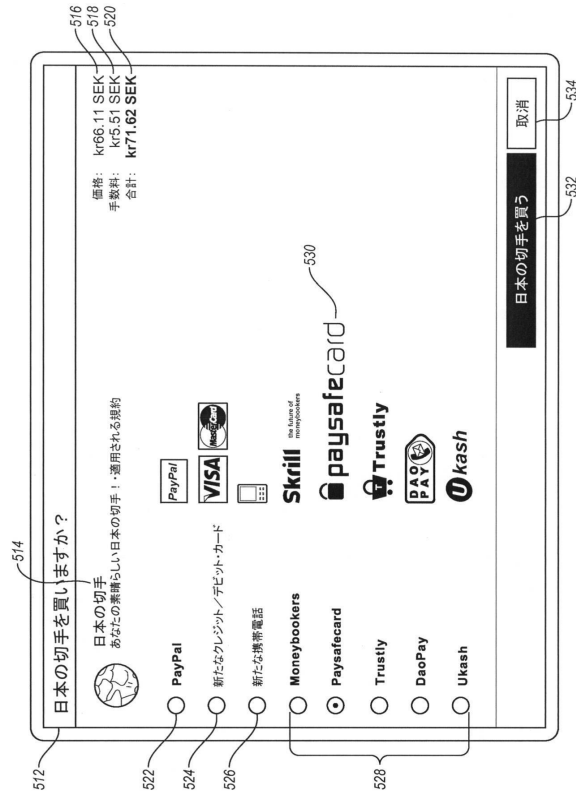 512
日本の切手を買いますか？
514
日本の切手
あなたの素晴らしい日本の切手！・適用される規約
価格: kr66.11 SEK 516
手数料: kr5.51 SEK 518
合計: kr71.62 SEK 520
522 PayPal PayPal
524 新たなクレジット／デビット・カード VISA MasterCard
526 新たな携帯電話
528
Moneybookers Skrill the future of moneybookers
Paysafecard paysafecard 530
Trustly Trustly
DaoPay DAO PAY
Ukash Ukash
日本の切手を買う 取消
532 534